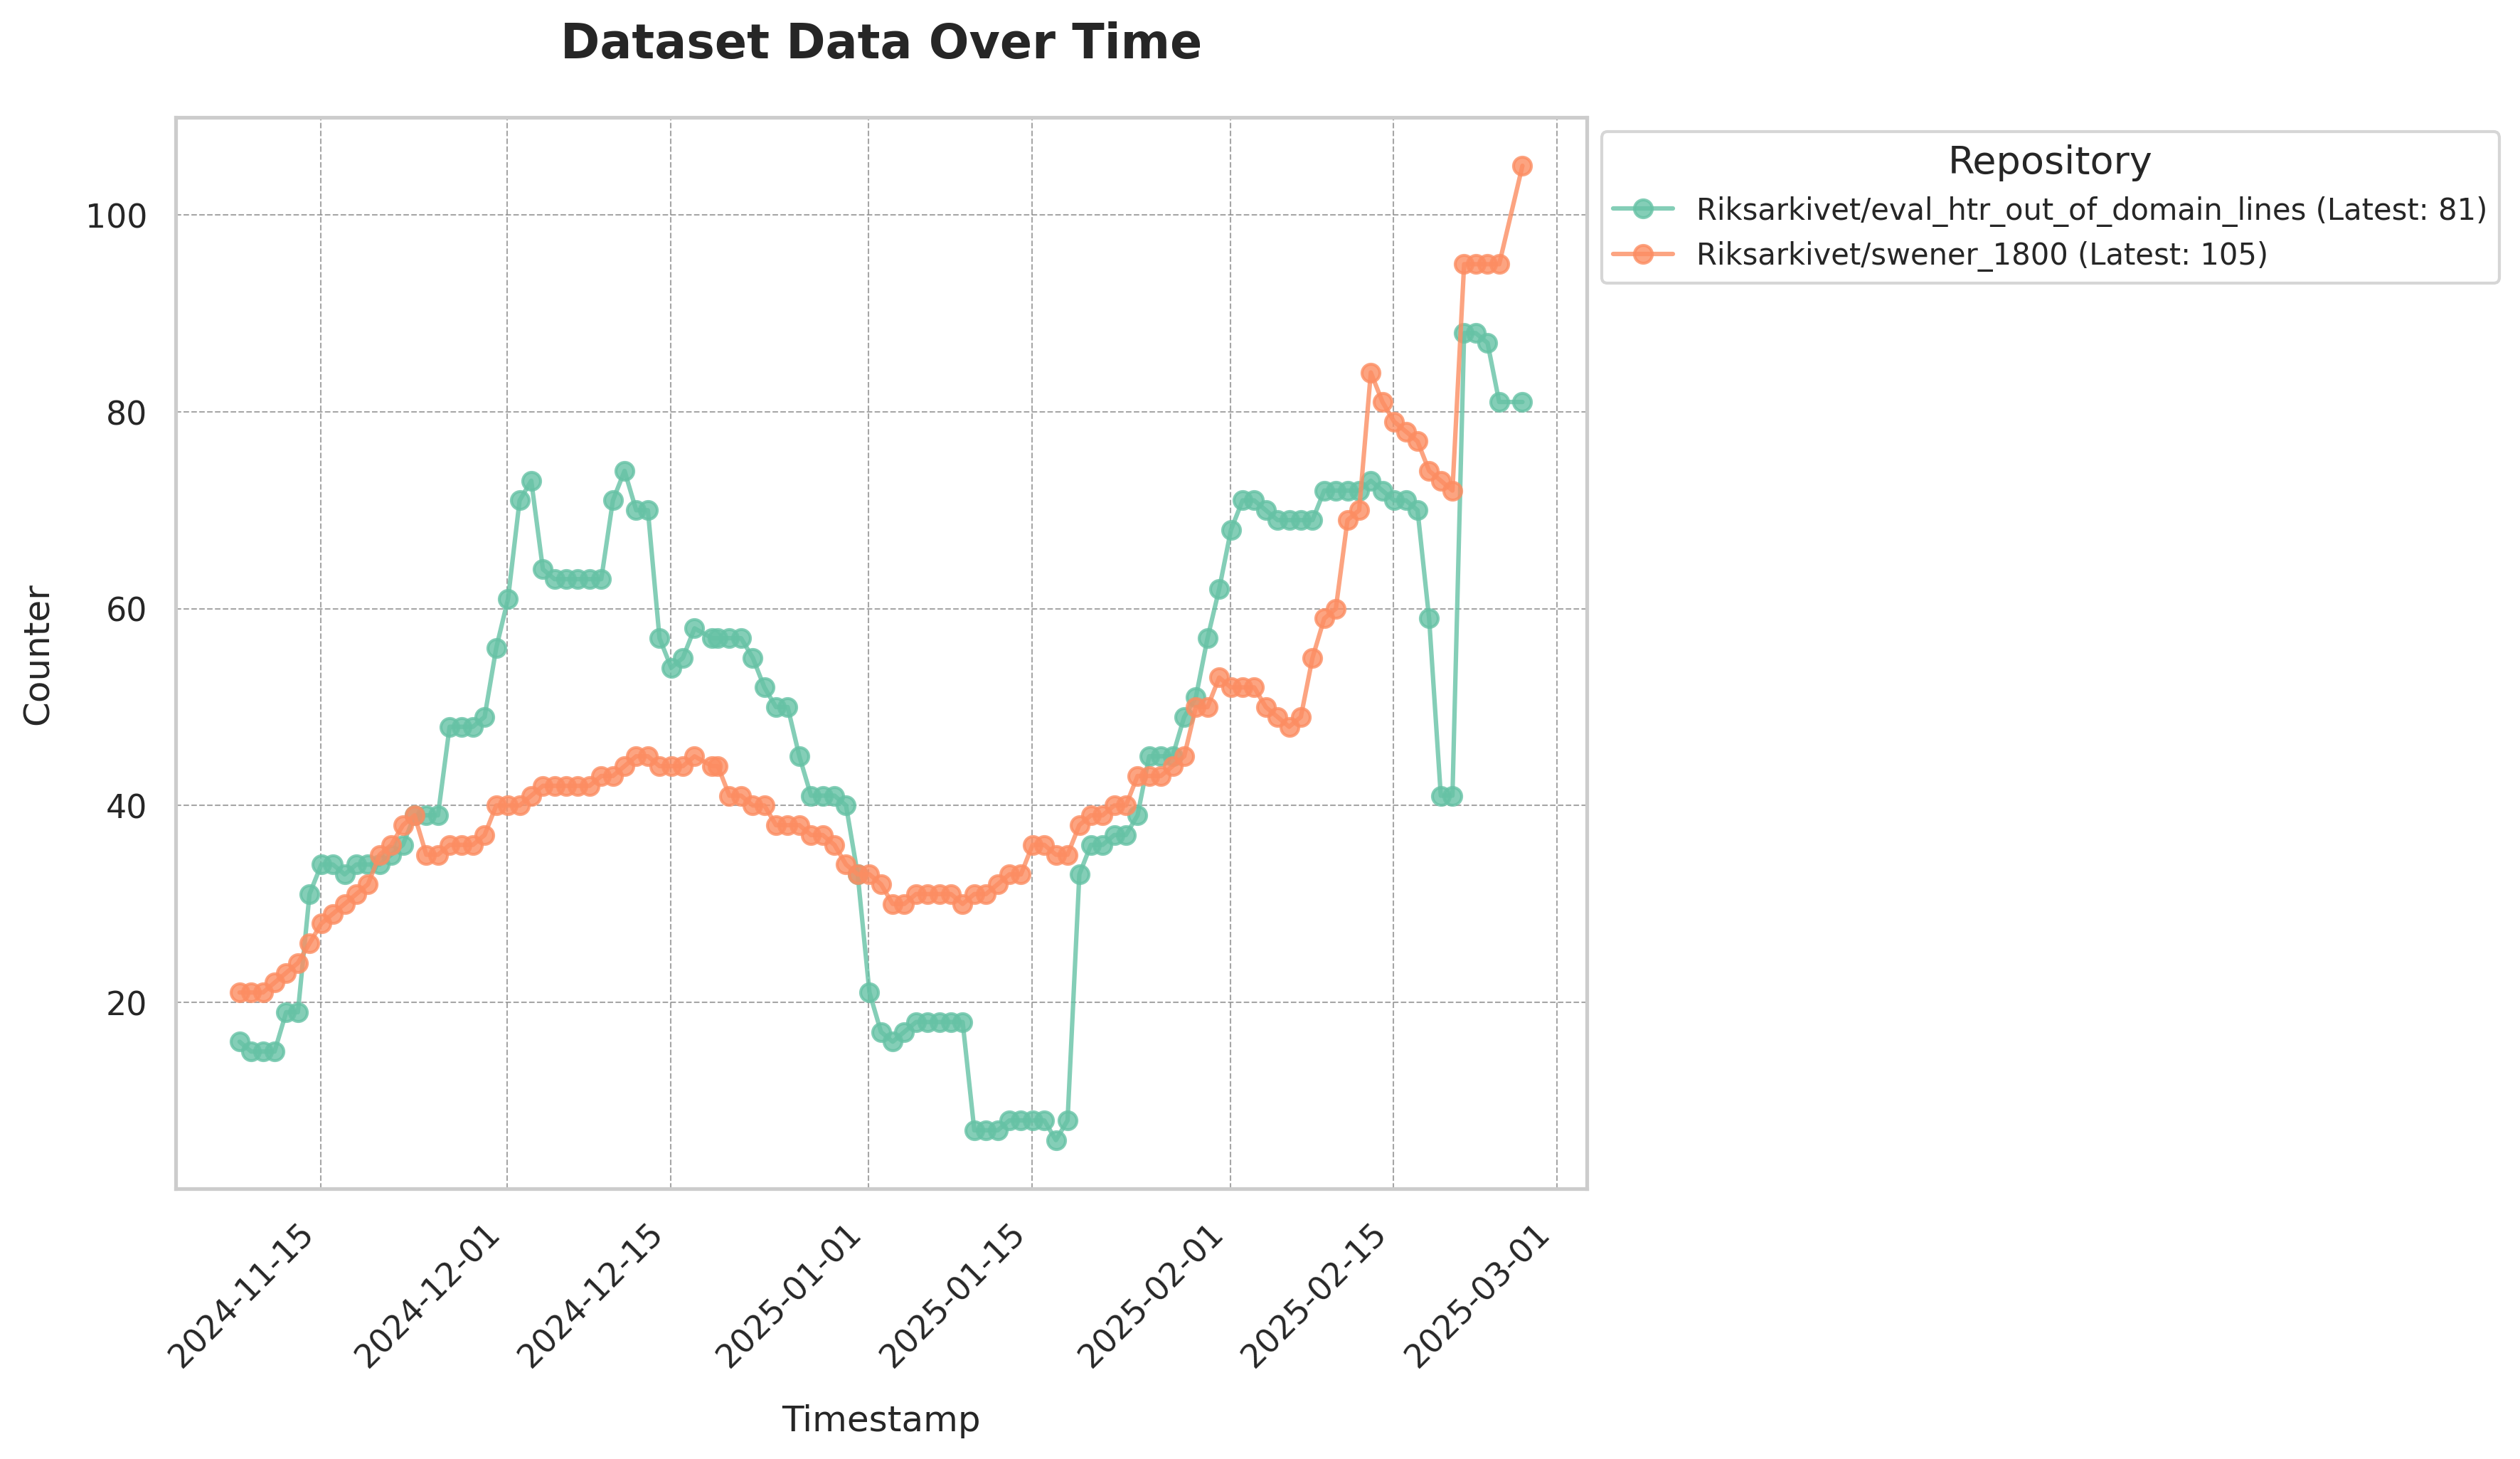 Dataset Data Over Time
Repository
Riksarkivet/eval_htr_out_of_domain_lines (Latest: 81)
Riksarkivet/swener_1800 (Latest: 105)
Counter
100
80
60
40
20
2024-11-15
2024-12-01
2024-12-15
2025-01-01
2025-01-15
2025-02-01
2025-02-15
2025-03-01
Timestamp